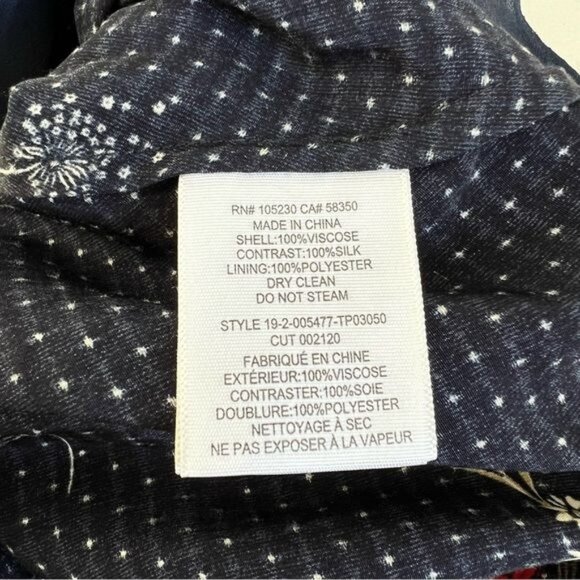 RN# 105230 CA# 58350
MADE IN CHINA
SHELL:100%VISCOSE
CONTRAST:100%SILK
LINING:100%POLYESTER
DRY CLEAN
DO NOT STEAM
STYLE 19-2-005477-TP03050
CUT 002120
FABRIQUÉ EN CHINE
EXTÉRIEUR:100%VISCOSE
CONTRASTER:100%SOIE
DOUBLURE:100%POLYESTER
NETTOYAGE À SEC
NE PAS EXPOSER À LA VAPEUR